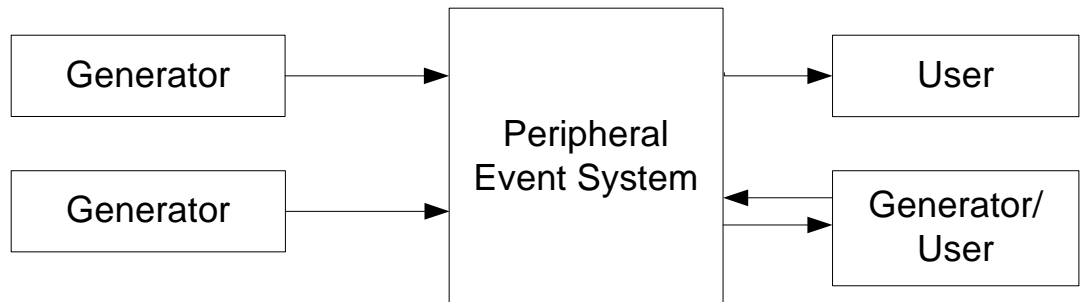 Generator
Generator
Peripheral
Event System
User
Generator/
User